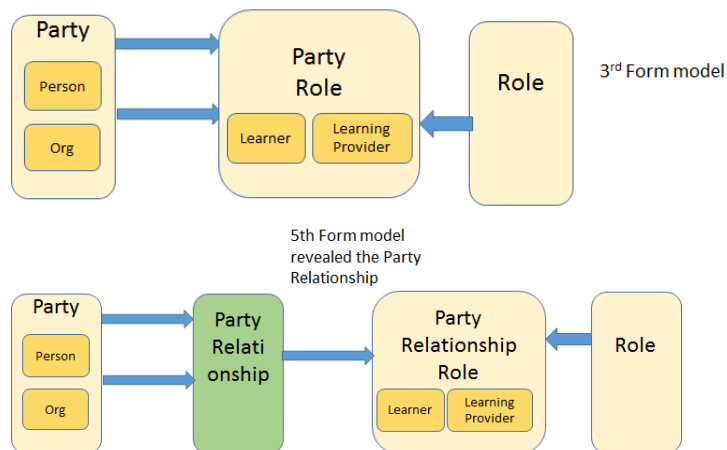 Party
Person
Org
Party
Role
Learner
Learning
Provider
Role
3rd Form model
5th Form model
revealed the Party
Relationship
Party
Person
Org
Party
Relati
onship
Party
Relationship
Role
Learner
Learning
Provider
Role